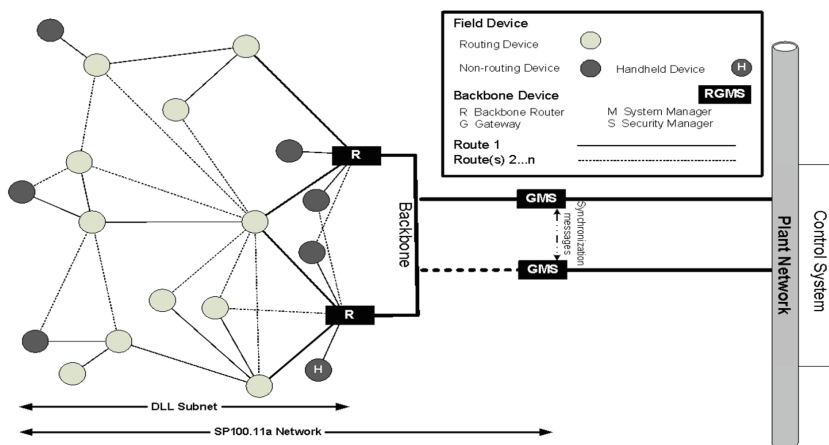 Field Device
Routing Device
Non-routing Device
Handheld Device
H
Backbone Device
RGMS
R Backbone Router
M System Manager
G Gateway
S Security Manager
Route 1
Route(s) 2...n
R
Backbone
GMS
Synchronization
messages
GMS
Plant Network
Control System
R
H
DLL Subnet
SP100.11a Network